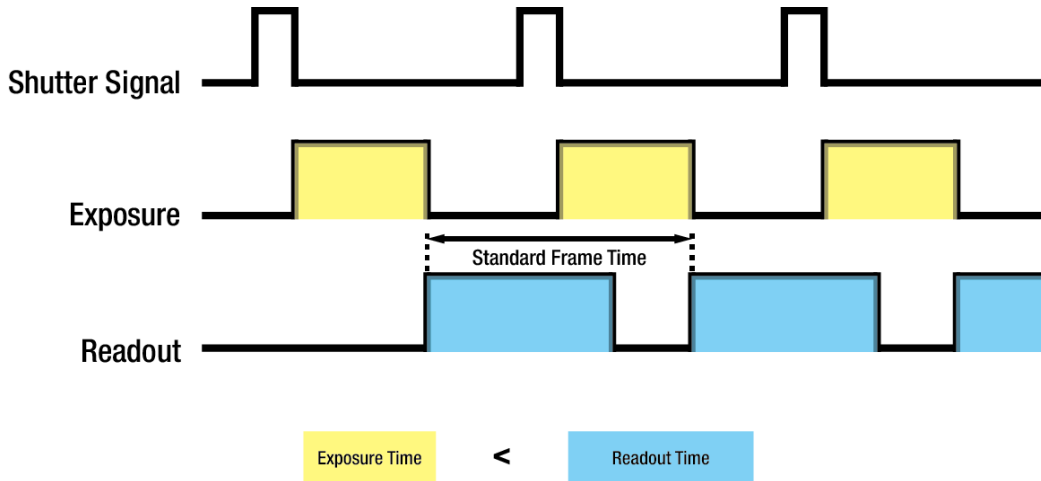 Shutter Signal
Exposure
Standard Frame Time
Readout
Exposure Time < Readout Time